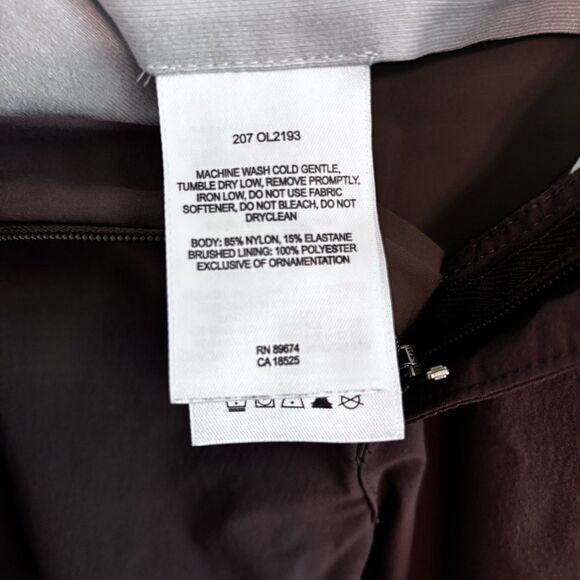 207 OL2193
MACHINE WASH COLD GENTLE,
TUMBLE DRY LOW, REMOVE PROMPTLY,
IRON LOW, DO NOT USE FABRIC
SOFTENER, DO NOT BLEACH, DO NOT
DRYCLEAN
BODY: 85% NYLON, 15% ELASTANE
BRUSHED LINING: 100% POLYESTER
EXCLUSIVE OF ORNAMENTATION
RN 89674
CA 18525